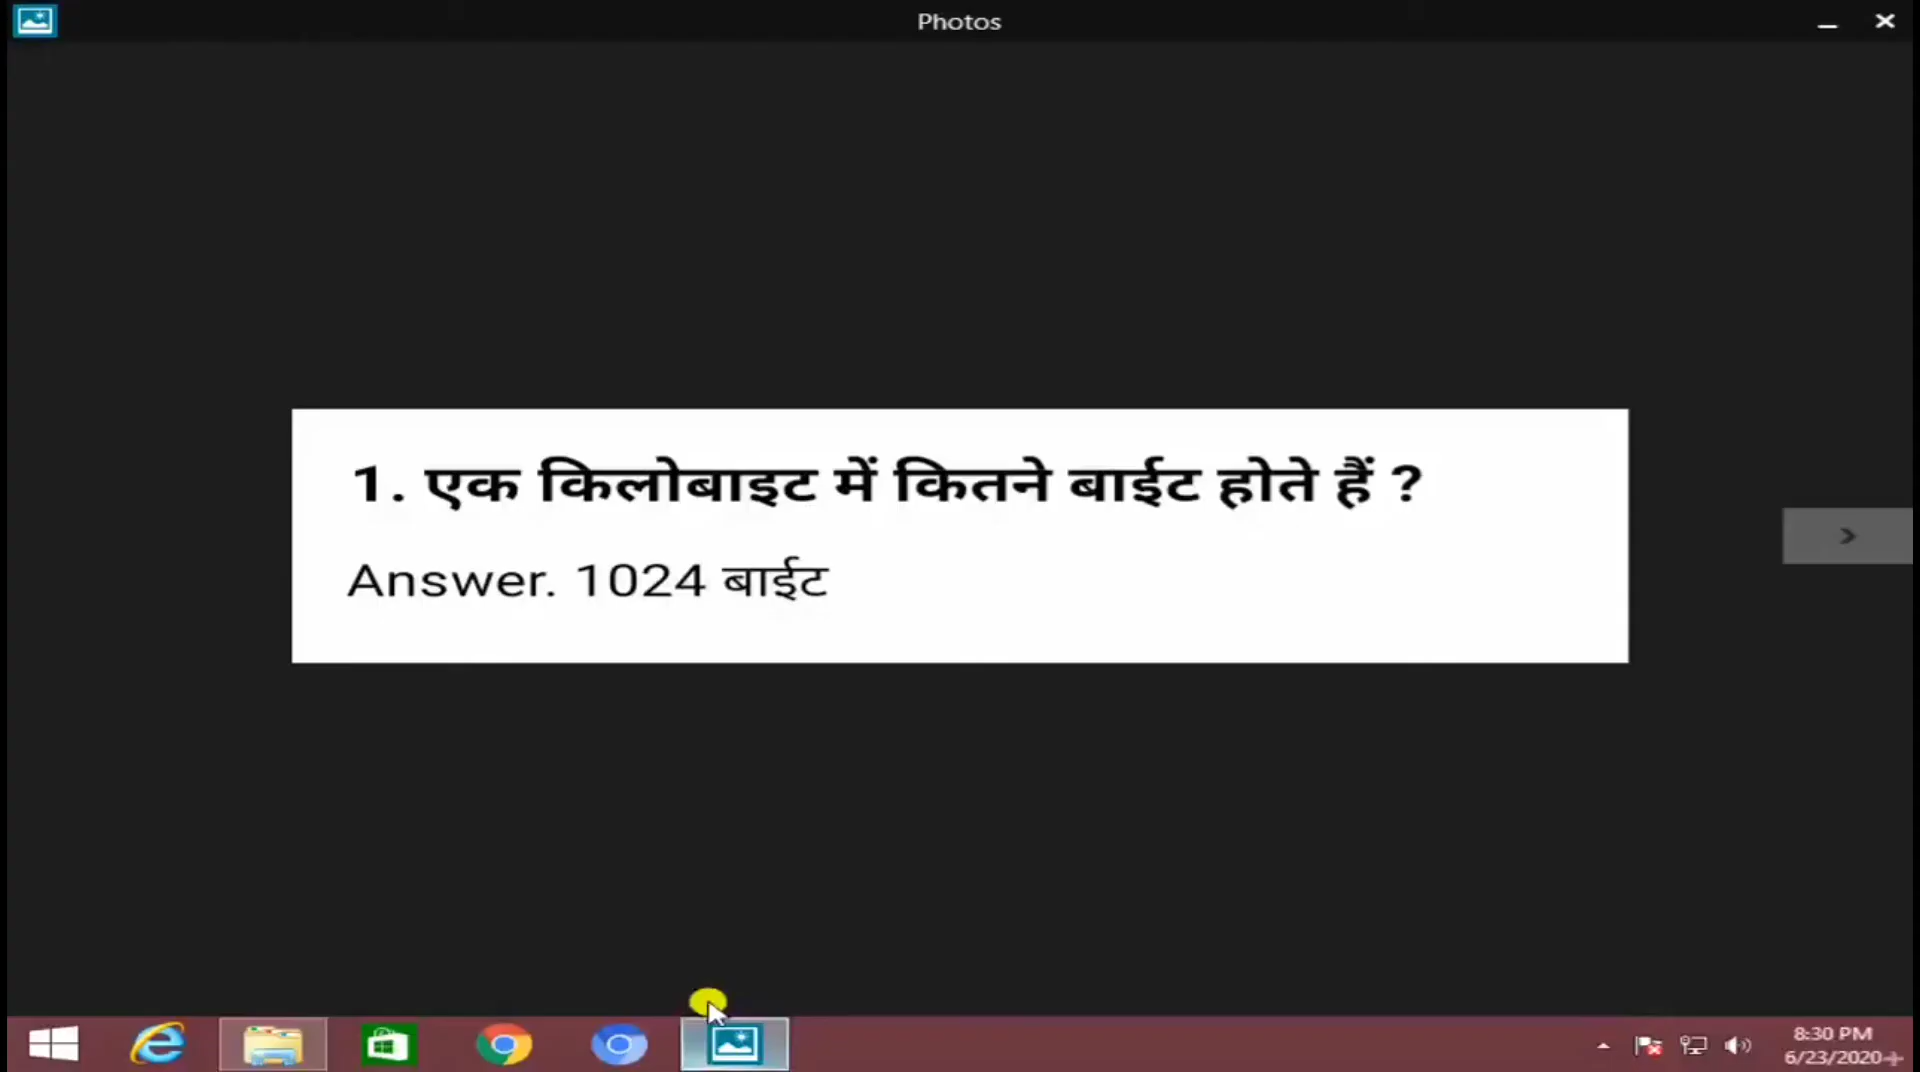 Photos
1. एक किलोबाइट में कितने बाईट होते हैं ?
Answer. 1024 बाईट
8:30 PM
6/23/2020